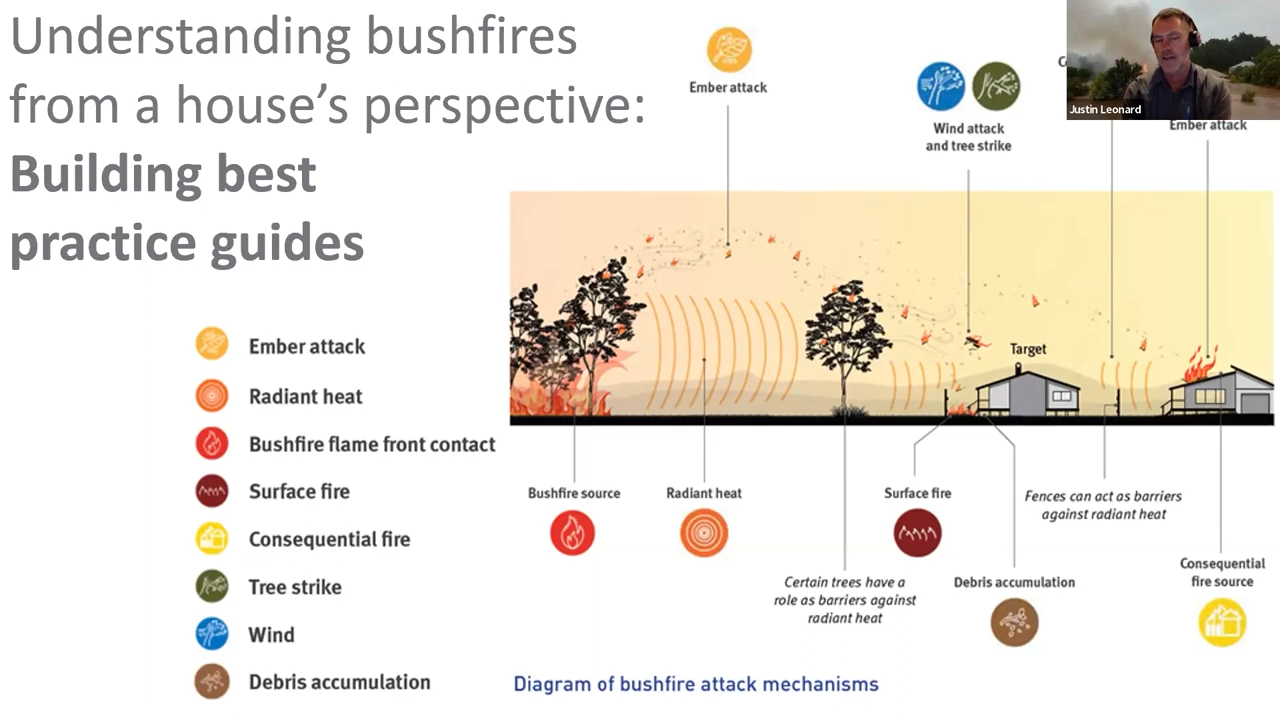 Understanding bushfires
from a house's perspective:
Building best
practice guides
Ember attack
Radiant heat
Bushfire flame front contact
Surface fire
Consequential fire
Tree strike
Wind
Debris accumulation
Ember attack
Wind attack
and tree strike
Justin Leonard
Ember attack
Target
Bushfire source
Radiant heat
Surface fire
Fences can act as barriers
against radiant heat
Certain trees have a
role as barriers against
radiant heat
Debris accumulation
Consequential
fire source
Diagram of bushfire attack mechanisms